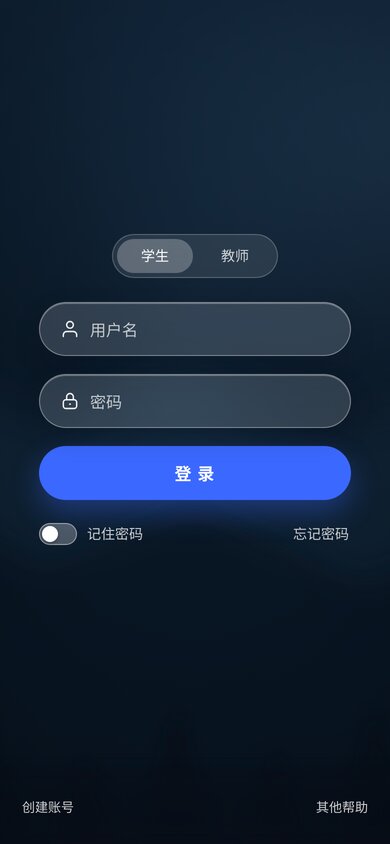 学生 教师
用户名
密码
登录
记住密码 忘记密码
创建账号 其他帮助